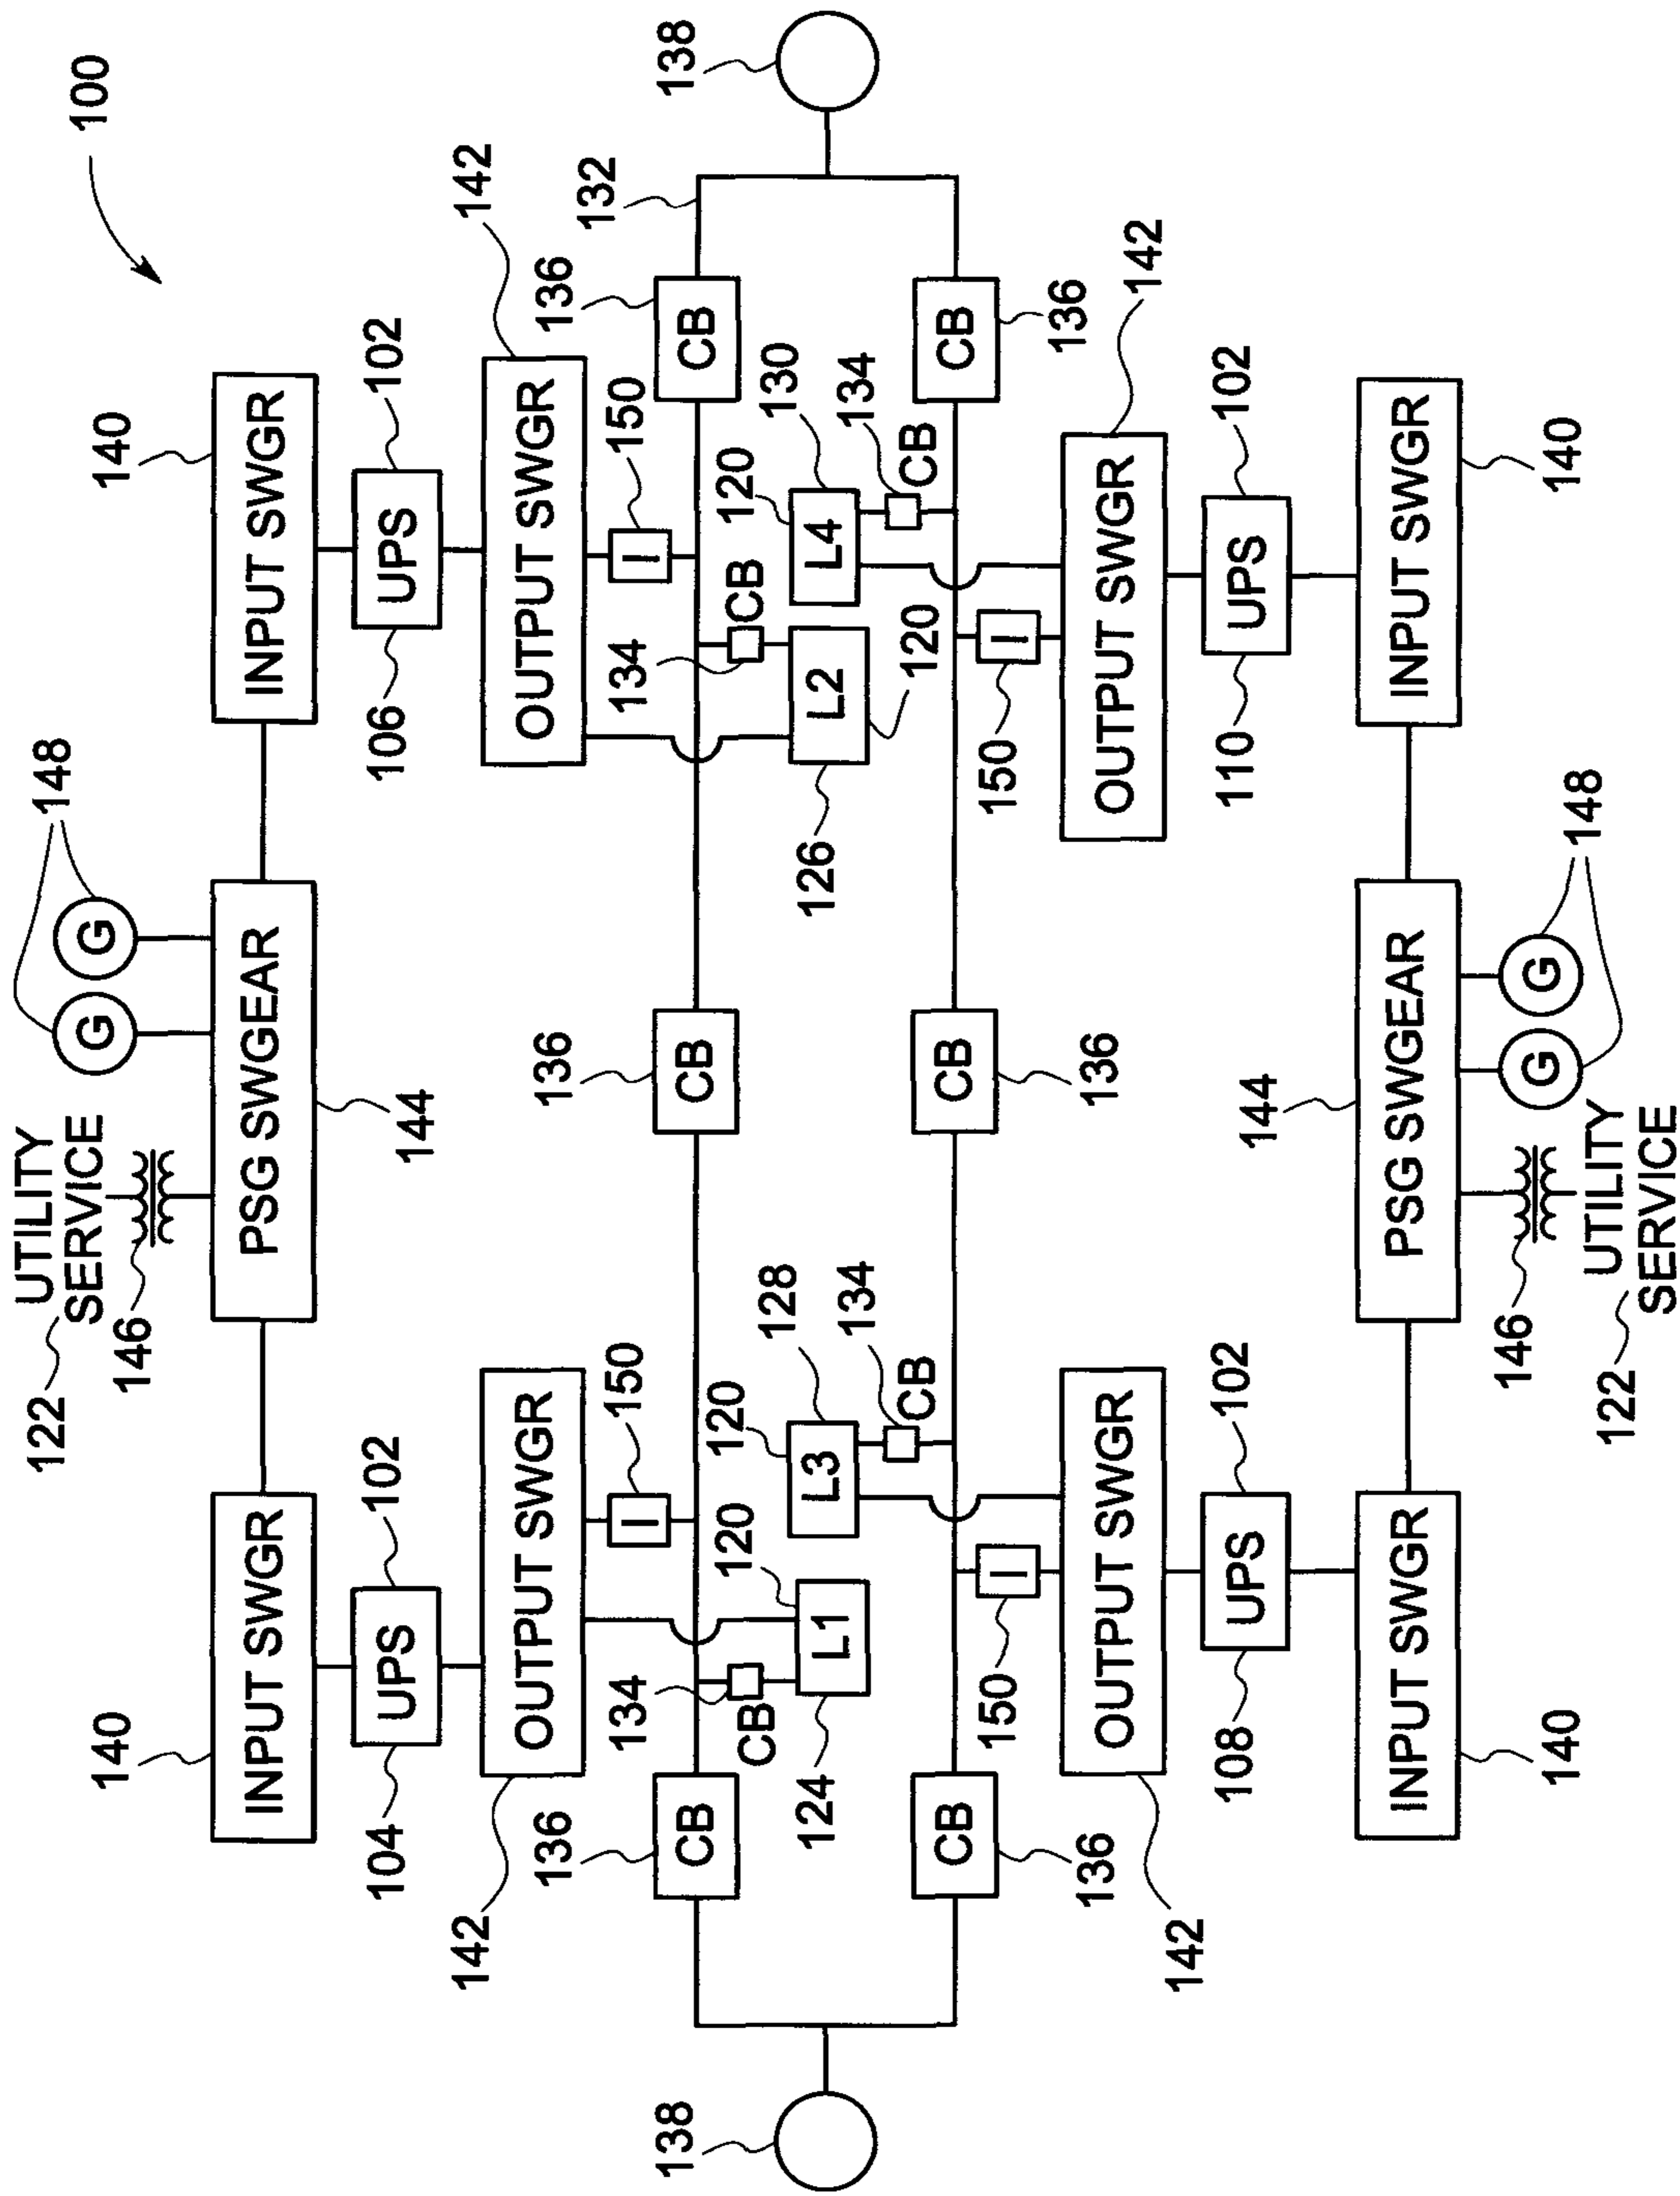 UTILITY
SERVICE
122
148
G
G
100
140
140
146
INPUT SWGR
PSG SWGEAR
INPUT SWGR
104
UPS
102
144
106
UPS
102
142
142
OUTPUT SWGR
OUTPUT SWGR
136
136
136
132
134
150
134
150
I
I
138
138
CB
CB
CB
120
120
120
CB
CB
128
130
124
L1
L3
126
L2
L4
134
134
CB
120
CB
CB
CB
CB
150
I
150
I
136
136
136
OUTPUT SWGR
OUTPUT SWGR
142
142
108
UPS
102
144
110
UPS
102
INPUT SWGR
PSG SWGEAR
INPUT SWGR
146
G
G
140
140
148
122
UTILITY
SERVICE